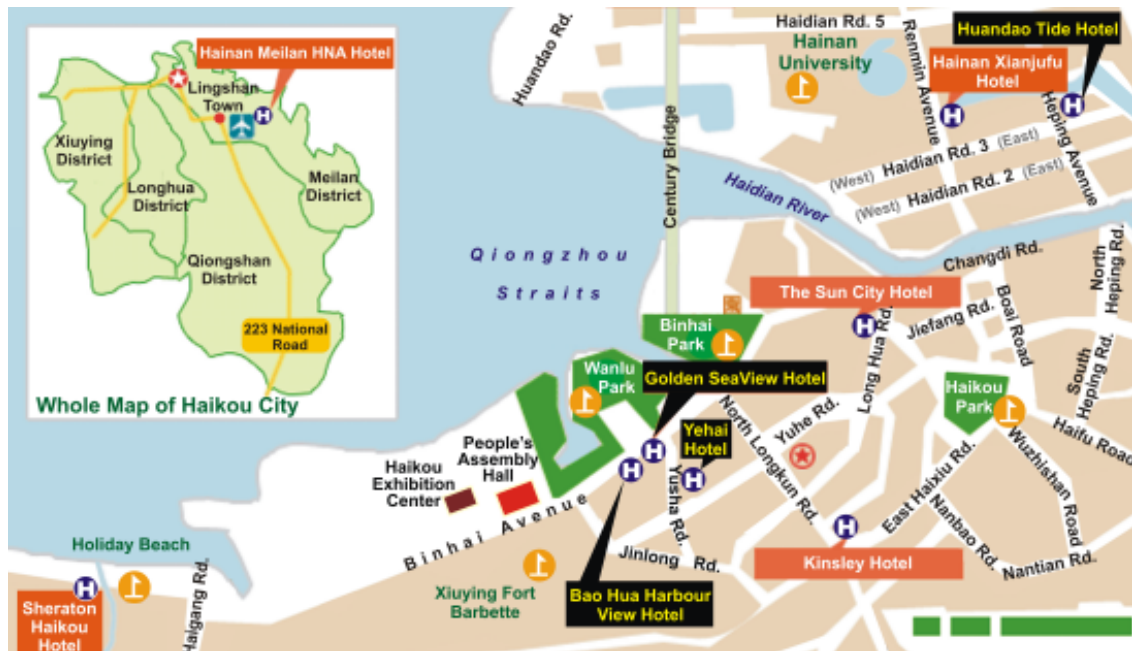 Hainan Meilan HNA Hotel
Lingshan
Town
Xiuying
District
Longhua
District
Meilan
District
Qiongshan
District
223 National
Road
Whole Map of Haikou City
Huandao Rd.
Haidian Rd. 5
Hainan
University
Renmin Avenue
Huandao Tide Hotel
Hainan Xianjufu
Hotel
Heping Avenue
Century Bridge
(West) Haidian Rd. 3 (East)
(West) Haidian Rd. 2 (East)
Haidian River
Qiongzhou
Straits
Changdi Rd.
North
Heping Rd.
The Sun City Hotel
Binhai
Park
Long Hua Rd.
Jiefang Rd.
Boai Road
Wanlu
Park
Golden SeaView Hotel
Haikou
Park
South
Heping Rd.
Yehai
Hotel
North Longkun Rd.
Yuhe Rd.
Haifu Road
People's
Assembly
Hall
Haikou
Exhibition
Center
Binhai Avenue
Yusha Rd.
East Haixiu Rd.
Wuzhishan Road
Nanbao Rd.
Nantian Rd.
Holiday Beach
Haigang Rd.
Jinlong Rd.
Kinsley Hotel
Xiuying Fort
Barbette
Bao Hua Harbour
View Hotel
Sheraton
Haikou
Hotel
H
H
H
H
H
H
H
H
H